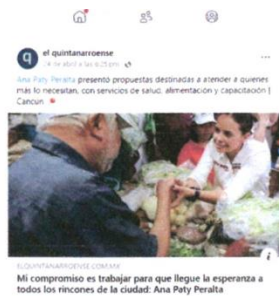 el quintanarroense
24 de abril a las 6:25 p.m.
Ana Paty Peralta presentó propuestas destinadas a atender a quienes
más lo necesitan, con servicios de salud, alimentación y capacitación |
Cancún
ELQUINTANARROENSE.COM.MX
Mi compromiso es trabajar para que llegue la esperanza a
todos los rincones de la ciudad: Ana Paty Peralta